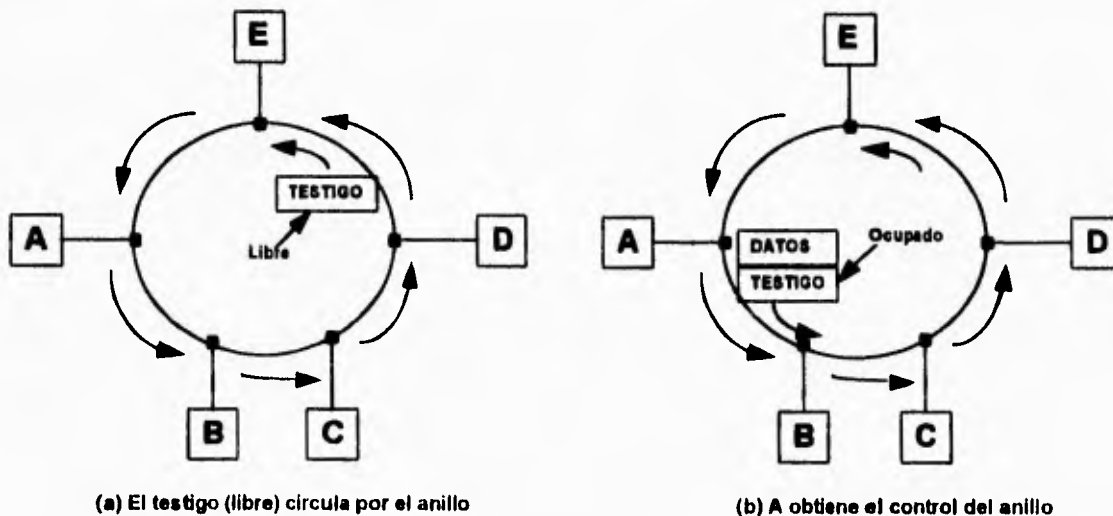 E
TESTIGO
Libre
A
D
B
C
(a) El testigo (libre) circula por el anillo
E
Ocupado
DATOS
TESTIGO
A
D
B
C
(b) A obtiene el control del anillo